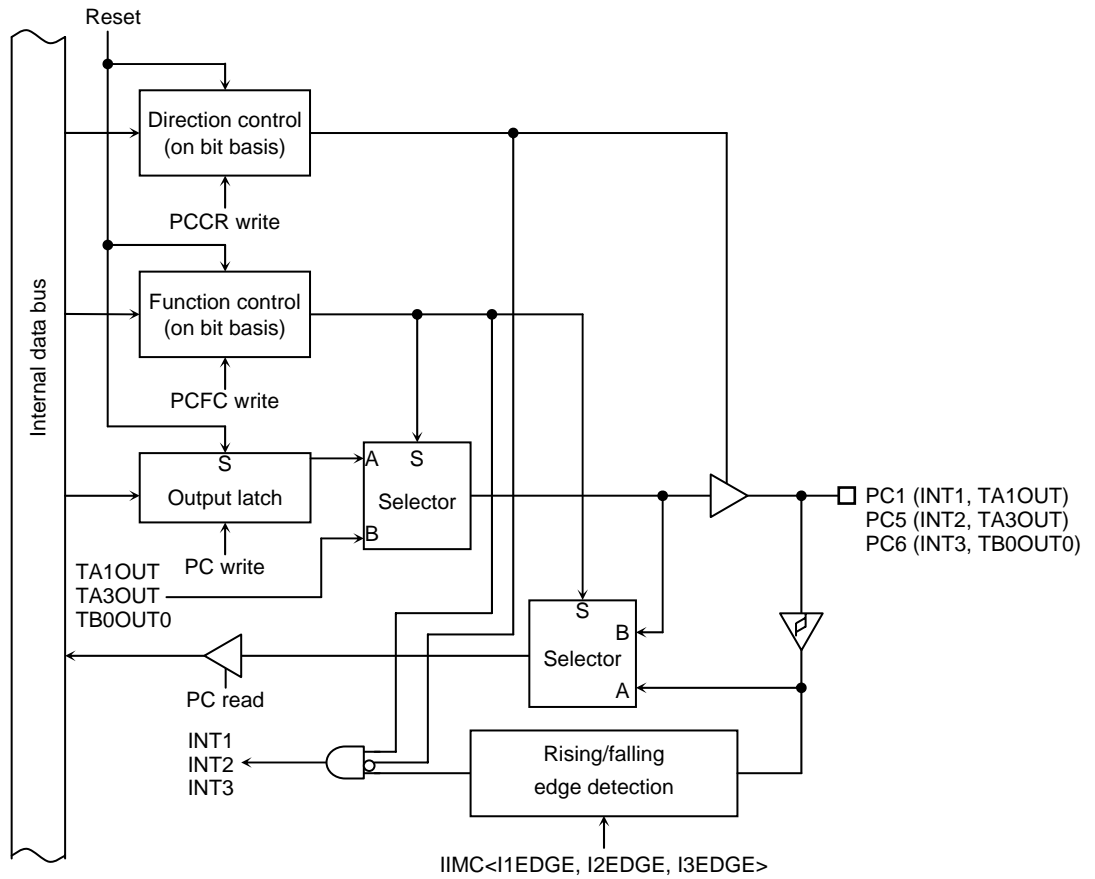 Reset
Internal data bus
Direction control
(on bit basis)
PCCR write
Function control
(on bit basis)
PCFC write
S
Output latch
PC write
A S
Selector
B
PC1 (INT1, TA1OUT)
PC5 (INT2, TA3OUT)
PC6 (INT3, TB0OUT0)
TA1OUT
TA3OUT
TB0OUT0
S
B
Selector
A
PC read
INT1
INT2
INT3
Rising/falling
edge detection
IIMC<I1EDGE, I2EDGE, I3EDGE>